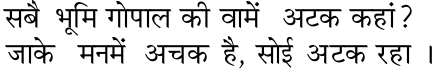 सबै भूमि गोपाल की वामें अटक कहां?
जाके मनमें अचक है, सोई अटक रहा ।